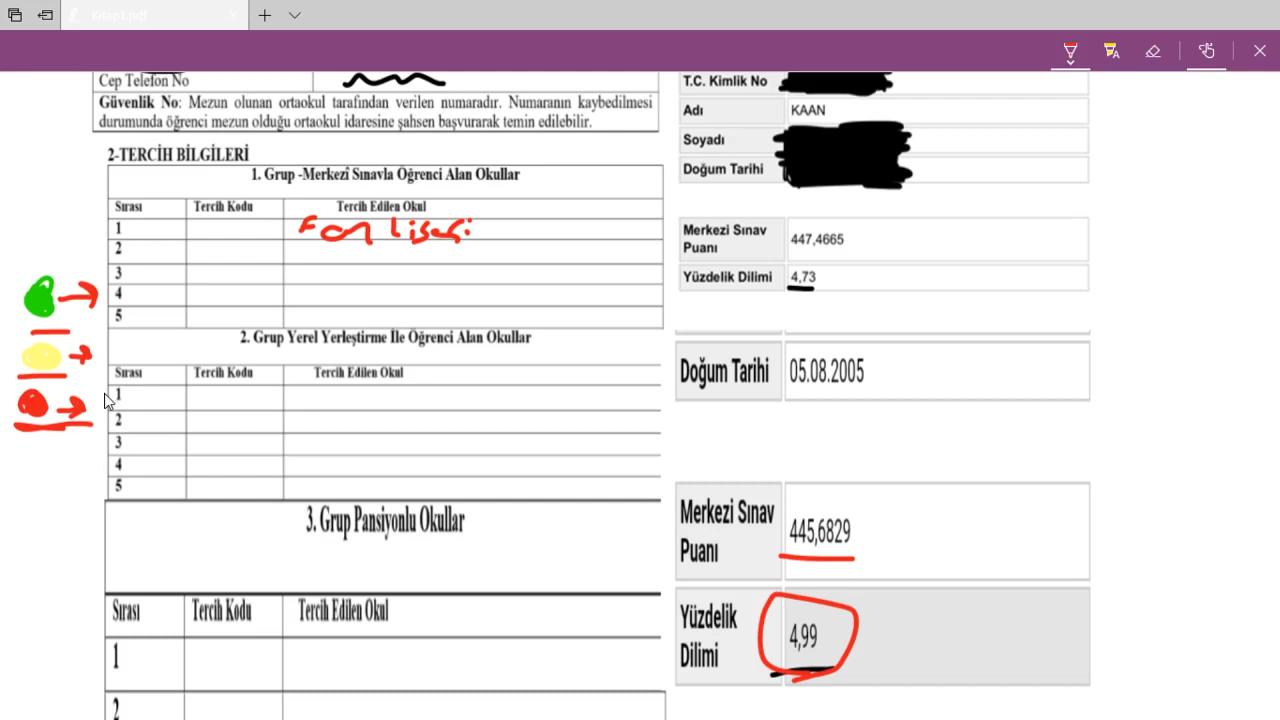 Kitap1.pdf
Cep Telefon No
Güvenlik No: Mezun olunan ortaokul tarafından verilen numaradır. Numaranın kaybedilmesi
durumunda öğrenci mezun olduğu ortaokul idaresine şahsen başvurarak temin edilebilir.
2-TERCİH BİLGİLERİ
1. Grup -Merkezî Sınavla Öğrenci Alan Okullar
Sırası Tercih Kodu Tercih Edilen Okul
1 Fen Lisesi
2
3
4
5
2. Grup Yerel Yerleştirme İle Öğrenci Alan Okullar
Sırası Tercih Kodu Tercih Edilen Okul
1
2
3
4
5
3. Grup Pansiyonlu Okullar
Sırası Tercih Kodu Tercih Edilen Okul
1
2
T.C. Kimlik No
Adı KAAN
Soyadı
Doğum Tarihi
Merkezi Sınav
Puanı 447,4665
Yüzdelik Dilimi 4,73
Doğum Tarihi 05.08.2005
Merkezi Sınav
Puanı 445,6829
Yüzdelik
Dilimi 4,99